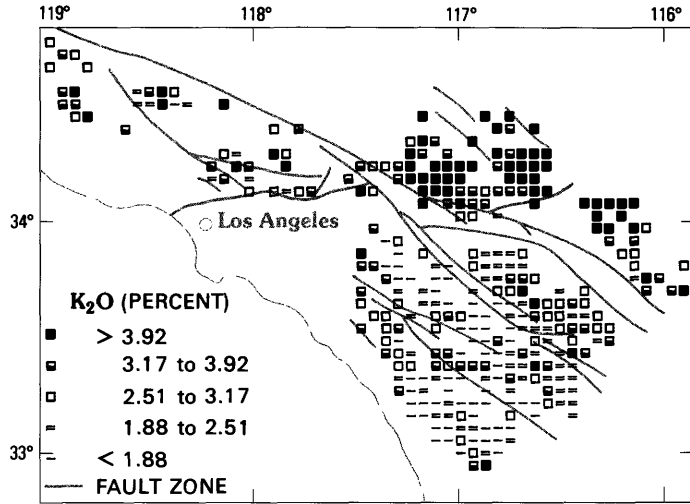 119° 118° 117° 116°
34°
Los Angeles
K₂O (PERCENT)
> 3.92
3.17 to 3.92
2.51 to 3.17
1.88 to 2.51
< 1.88
33°
FAULT ZONE